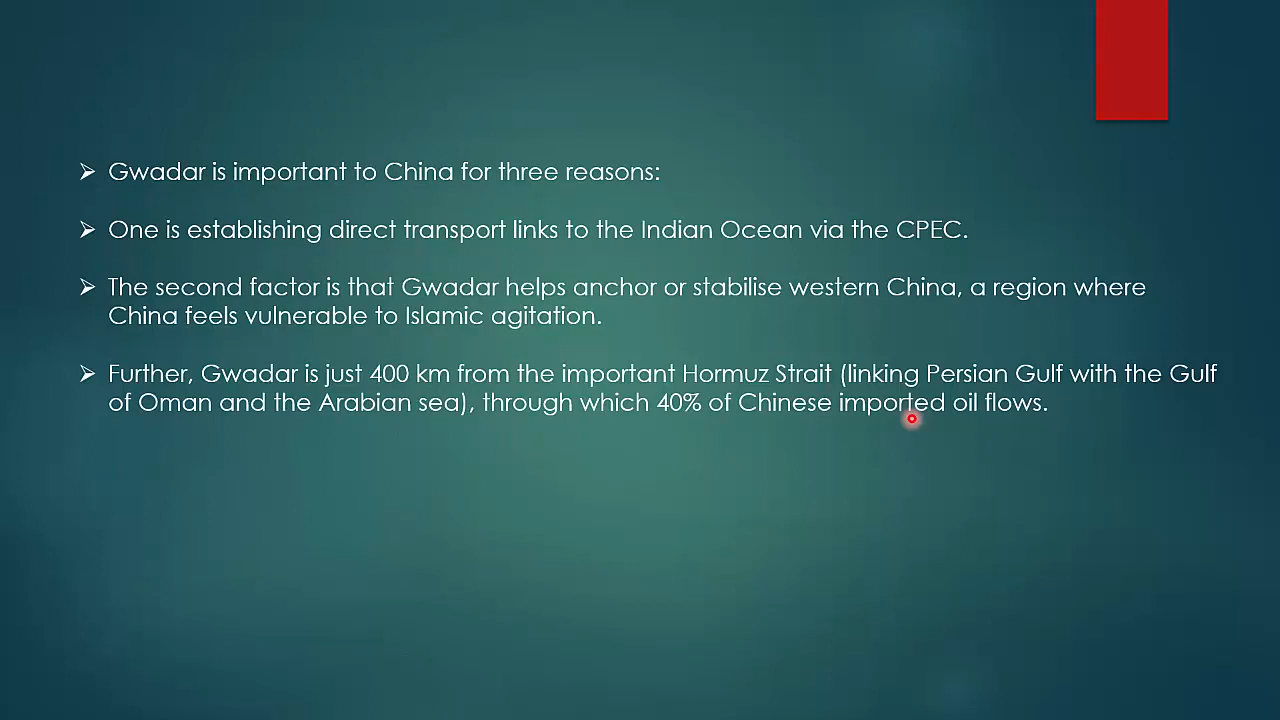 ➢ Gwadar is important to China for three reasons:
➢ One is establishing direct transport links to the Indian Ocean via the CPEC.
➢ The second factor is that Gwadar helps anchor or stabilise western China, a region where
China feels vulnerable to Islamic agitation.
➢ Further, Gwadar is just 400 km from the important Hormuz Strait (linking Persian Gulf with the Gulf
of Oman and the Arabian sea), through which 40% of Chinese imported oil flows.